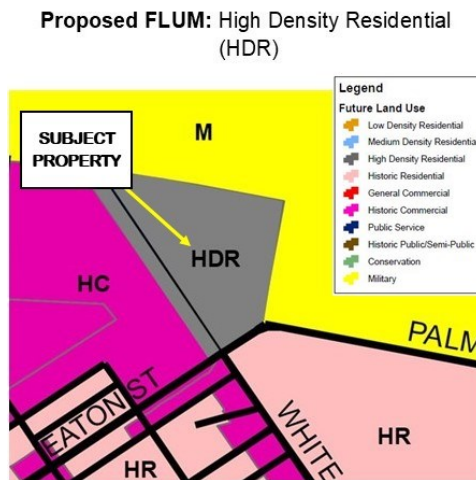 Proposed FLUM: High Density Residential
(HDR)
Legend
Future Land Use
Low Density Residential
Medium Density Residential
High Density Residential
Historic Residential
General Commercial
Historic Commercial
Public Service
Historic Public/Semi-Public
Conservation
Military
SUBJECT
PROPERTY
M
HDR
HC
PALM
EATON ST
WHITE
HR
HR